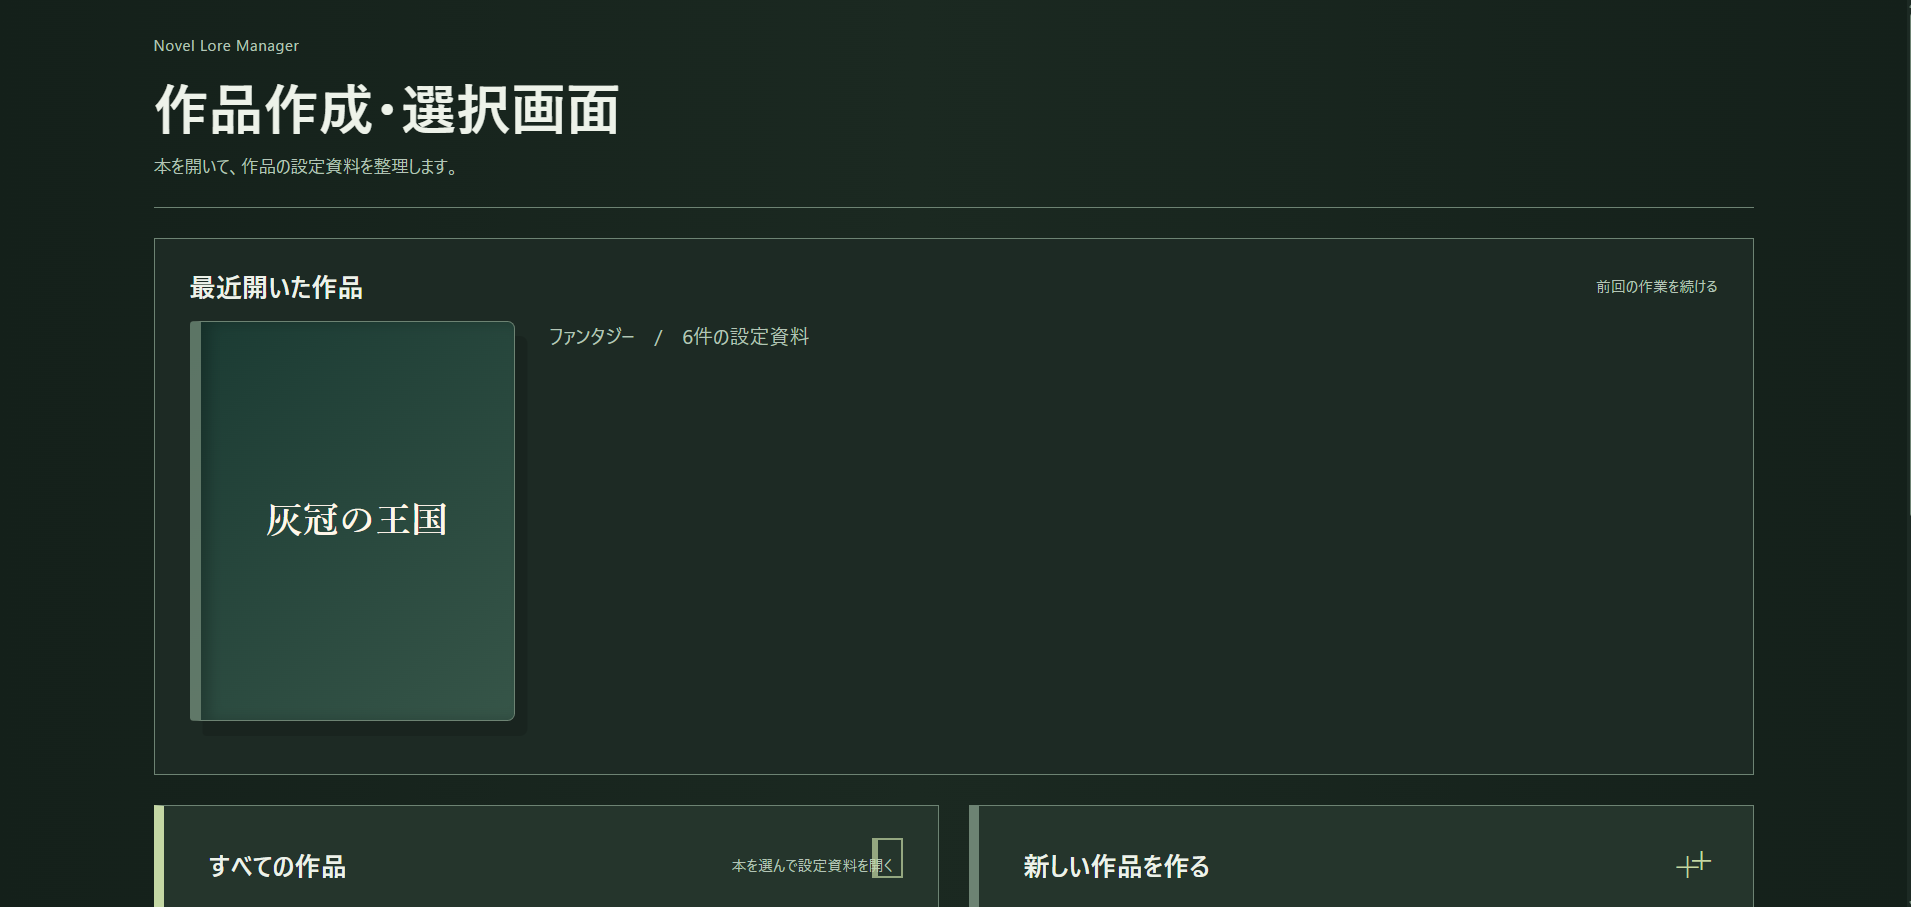 Novel Lore Manager
作品作成・選択画面
本を開いて、作品の設定資料を整理します。
最近開いた作品
前回の作業を続ける
ファンタジー / 6件の設定資料
灰冠の王国
すべての作品
本を選んで設定資料を開く
新しい作品を作る